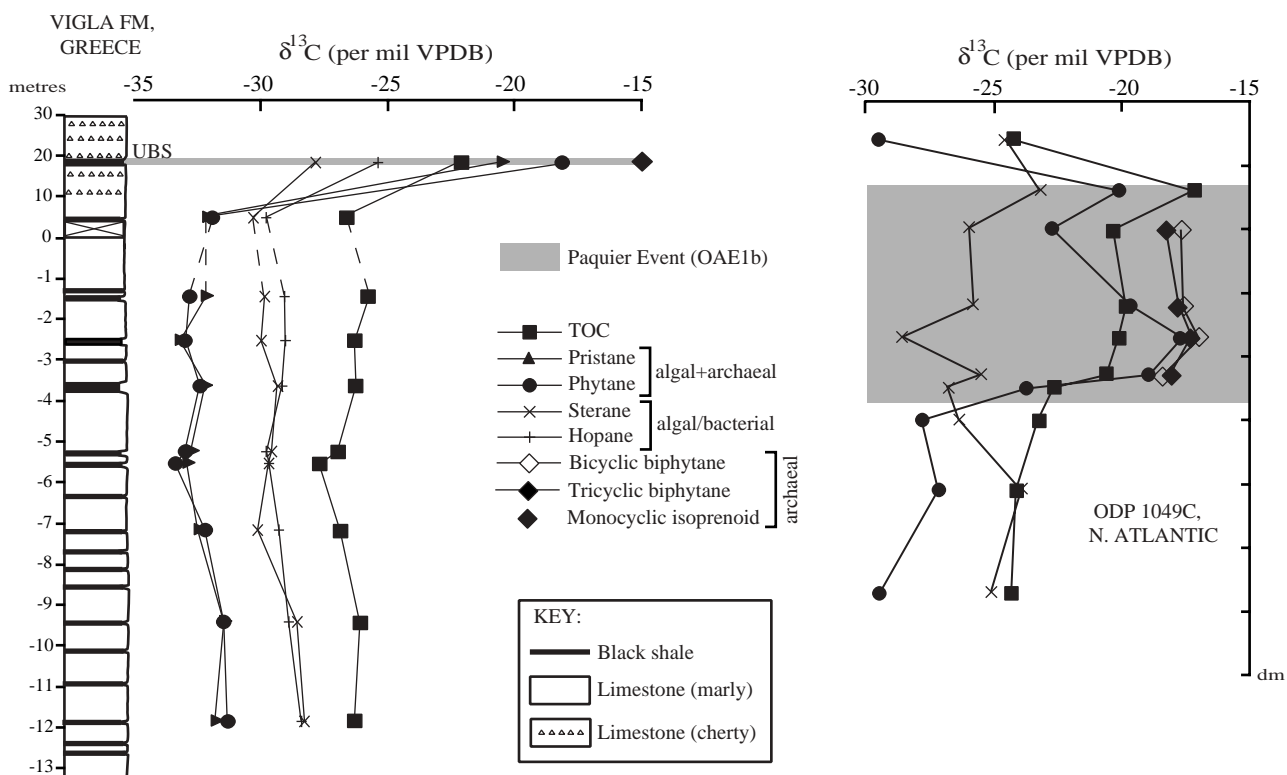 VIGLA FM,
GREECE
δ13C (per mil VPDB)
-35 -30 -25 -20 -15
metres
30
20
10
0
-1
-2
-3
-4
-5
-6
-7
-8
-9
-10
-11
-12
-13
UBS
Paquier Event (OAE1b)
TOC
Pristane
Phytane
algal+archaeal
Sterane
Hopane
algal/bacterial
Bicyclic biphytane
Tricyclic biphytane
Monocyclic isoprenoid
archaeal
KEY:
Black shale
Limestone (marly)
Limestone (cherty)
δ13C (per mil VPDB)
-30 -25 -20 -15
ODP 1049C,
N. ATLANTIC
dm